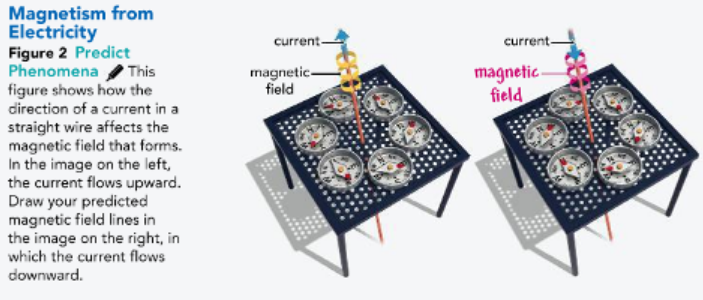 Magnetism from
Electricity
Figure 2 Predict
Phenomena This
figure shows how the
direction of a current in a
straight wire affects the
magnetic field that forms.
In the image on the left,
the current flows upward.
Draw your predicted
magnetic field lines in
the image on the right, in
which the current flows
downward.
current
magnetic
field
current
magnetic
field